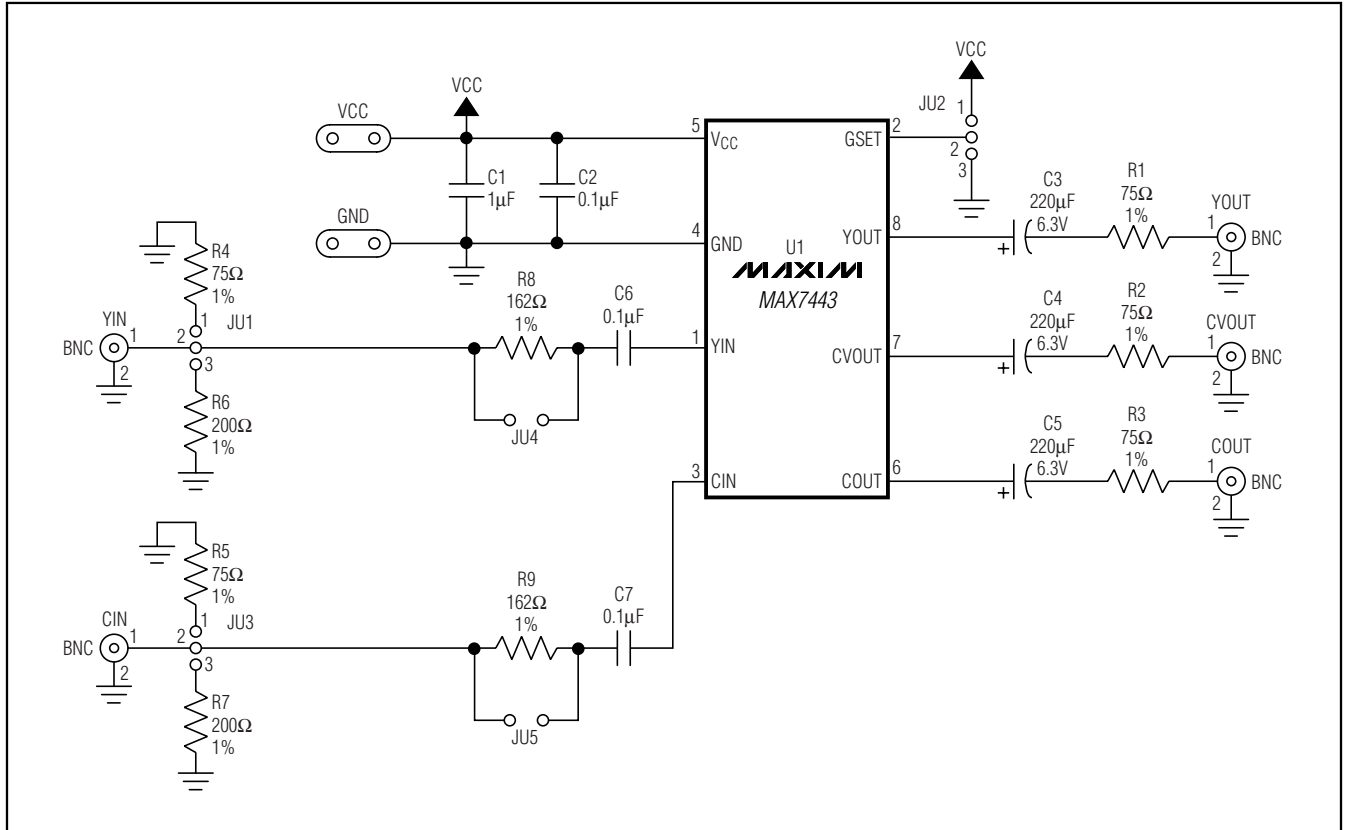 VCC
VCC
VCC
JU2
1
2
3
5
VCC
GSET
2
C1
1µF
C2
0.1µF
GND
4
GND
U1
MAXIM
MAX7443
YOUT
8
C3
220µF
6.3V
+
R1
75Ω
1%
YOUT
1
BNC
2
R4
75Ω
1%
YIN
BNC
1
2
1
2
3
JU1
R6
200Ω
1%
R8
162Ω
1%
C6
0.1µF
1
YIN
JU4
CVOUT
7
C4
220µF
6.3V
+
R2
75Ω
1%
CVOUT
1
BNC
2
3
CIN
COUT
6
C5
220µF
6.3V
+
R3
75Ω
1%
COUT
1
BNC
2
R5
75Ω
1%
CIN
BNC
1
2
1
2
3
JU3
R7
200Ω
1%
R9
162Ω
1%
C7
0.1µF
JU5